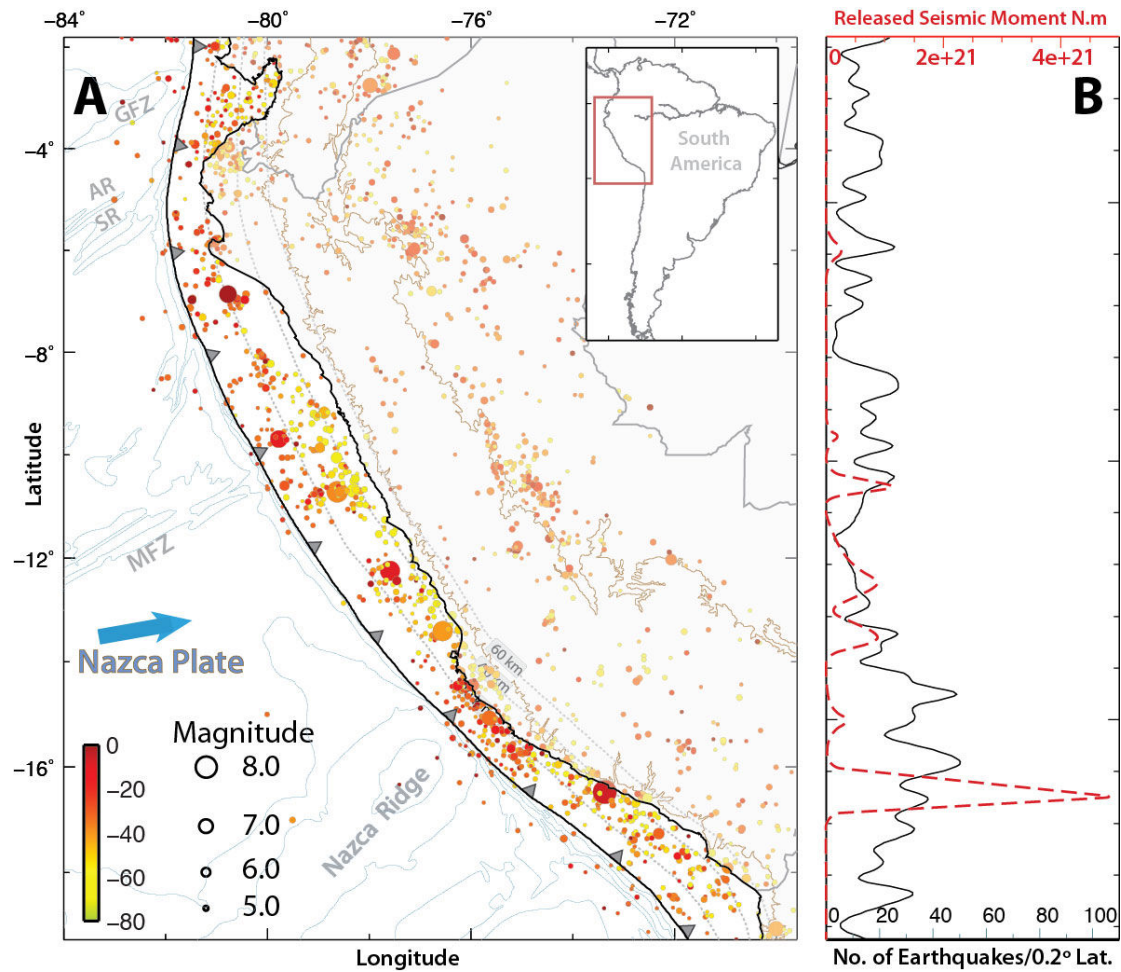 −84° −80° −76° −72°
Released Seismic Moment N.m
0 2e+21 4e+21
A
B
GFZ
South
America
−4°
AR
SR
−8°
Latitude
MFZ
−12°
Nazca Plate
60 km
Magnitude
0
8.0
−20
−16°
7.0
−40
Nazca Ridge
−60
6.0
−80
5.0
0 20 40 60 80 100
Longitude
No. of Earthquakes/0.2º Lat.